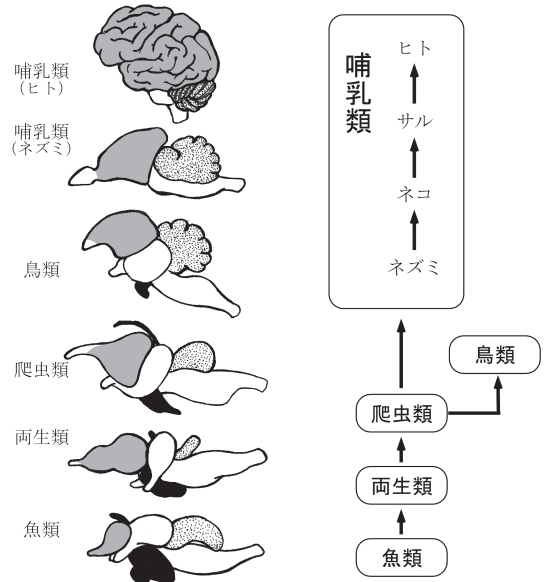 哺乳類
（ヒト）
哺乳類
（ネズミ）
鳥類
爬虫類
両生類
魚類
哺乳類
ヒト
サル
ネコ
ネズミ
鳥類
爬虫類
両生類
魚類